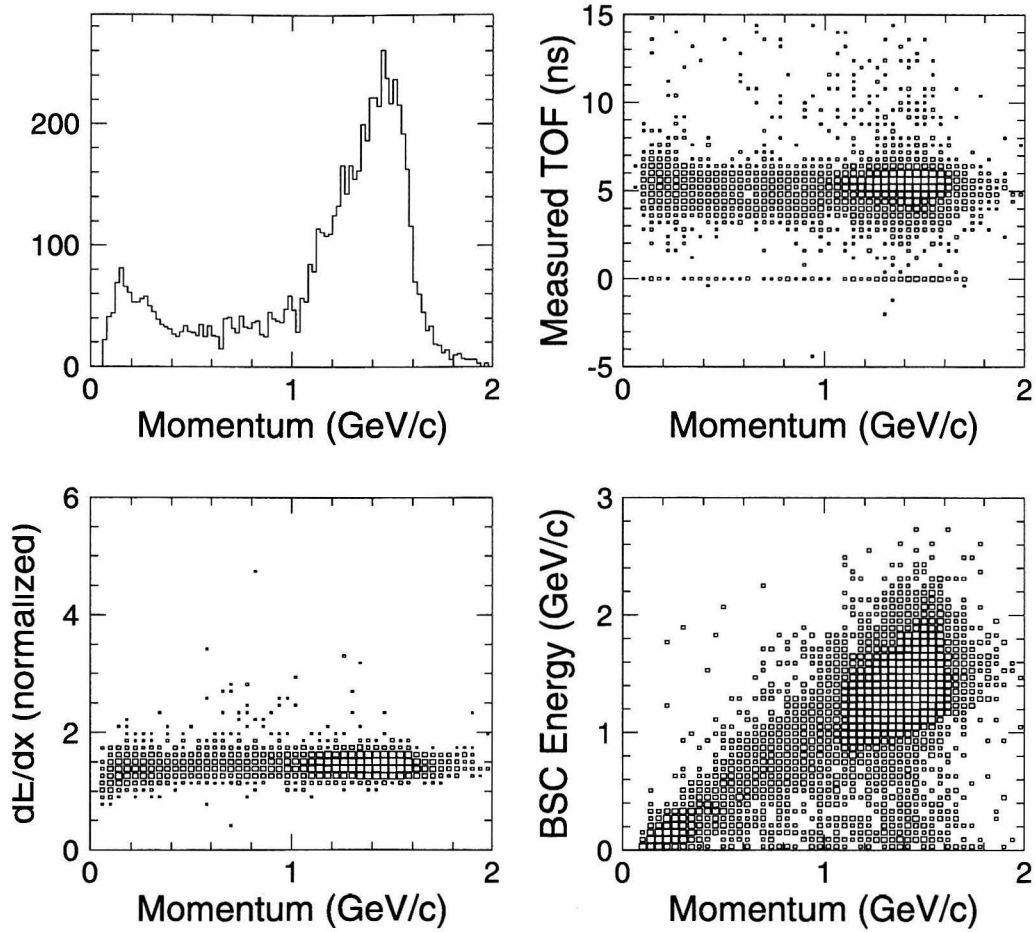 200
100
0
0 1 2
Momentum (GeV/c)
15
10
5
0
-5
Measured TOF (ns)
0 1 2
Momentum (GeV/c)
6
4
2
0
dE/dx (normalized)
0 1 2
Momentum (GeV/c)
3
2
1
0
BSC Energy (GeV/c)
0 1 2
Momentum (GeV/c)